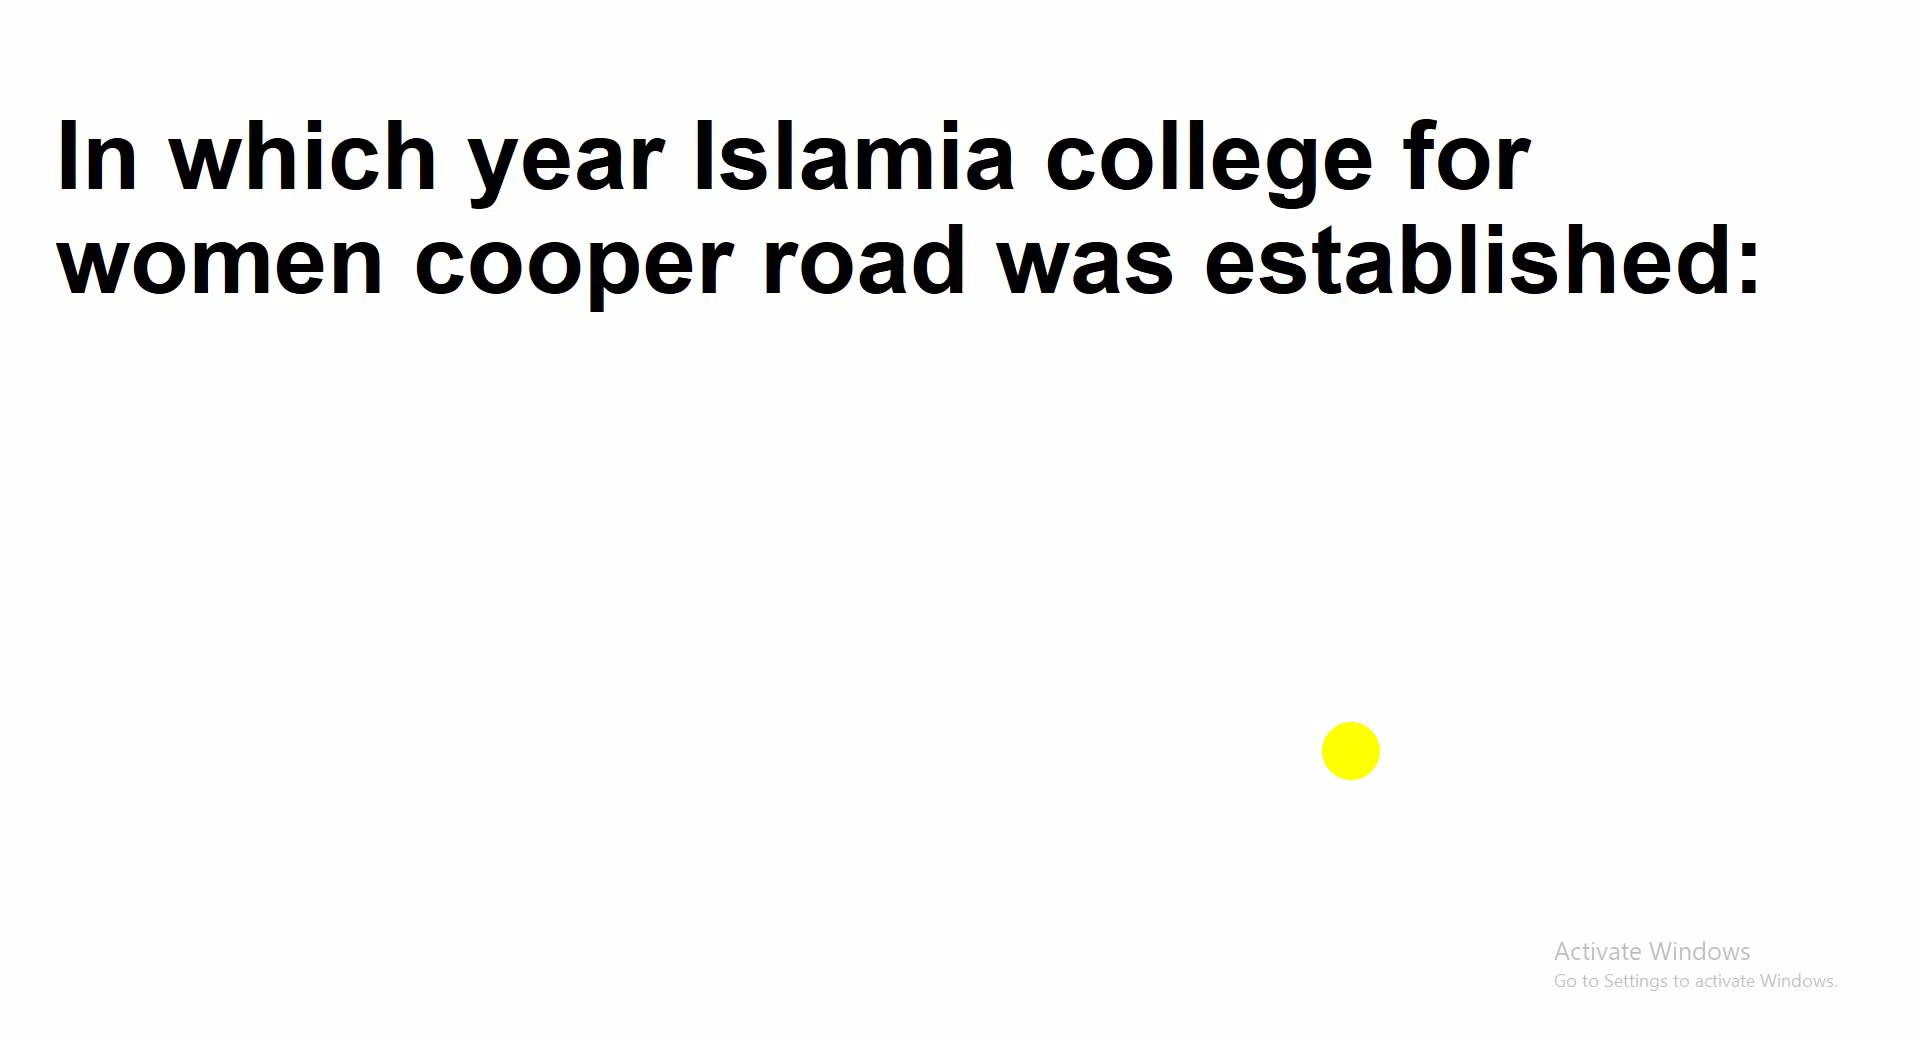 In which year Islamia college for
women cooper road was established:
Activate Windows
Go to Settings to activate Windows.